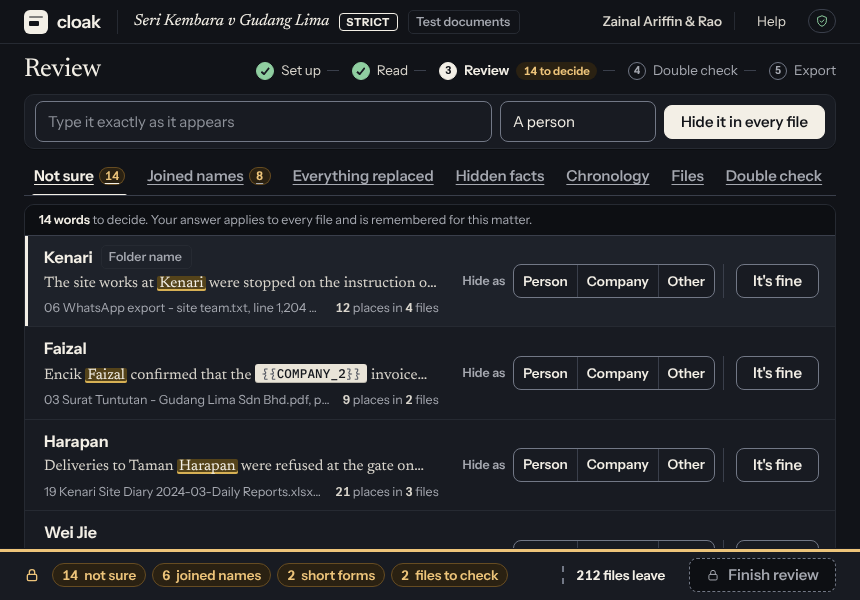 cloak
Seri Kembara v Gudang Lima
STRICT
Test documents
Zainal Ariffin & Rao
Help
Review
Set up
Read
3 Review 14 to decide
4 Double check
5 Export
Type it exactly as it appears
A person
Hide it in every file
Not sure 14
Joined names 8
Everything replaced
Hidden facts
Chronology
Files
Double check
14 words to decide. Your answer applies to every file and is remembered for this matter.
Kenari Folder name
The site works at Kenari were stopped on the instruction o...
06 WhatsApp export - site team.txt, line 1,204 ... 12 places in 4 files
Hide as Person Company Other It's fine
Faizal
Encik Faizal confirmed that the {{COMPANY_2}} invoice...
03 Surat Tuntutan - Gudang Lima Sdn Bhd.pdf, p... 9 places in 2 files
Hide as Person Company Other It's fine
Harapan
Deliveries to Taman Harapan were refused at the gate on...
19 Kenari Site Diary 2024-03-Daily Reports.xlsx... 21 places in 3 files
Hide as Person Company Other It's fine
Wei Jie
14 not sure
6 joined names
2 short forms
2 files to check
212 files leave
Finish review